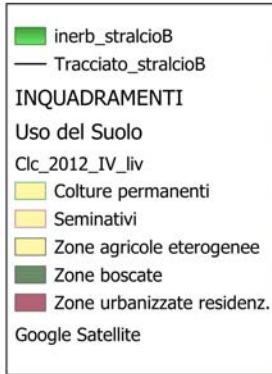 inerb_stralcioB
Tracciato_stralcioB
INQUADRAMENTI
Uso del Suolo
Clc_2012_IV_liv
Colture permanenti
Seminativi
Zone agricole eterogenee
Zone boscate
Zone urbanizzate residenz.
Google Satellite